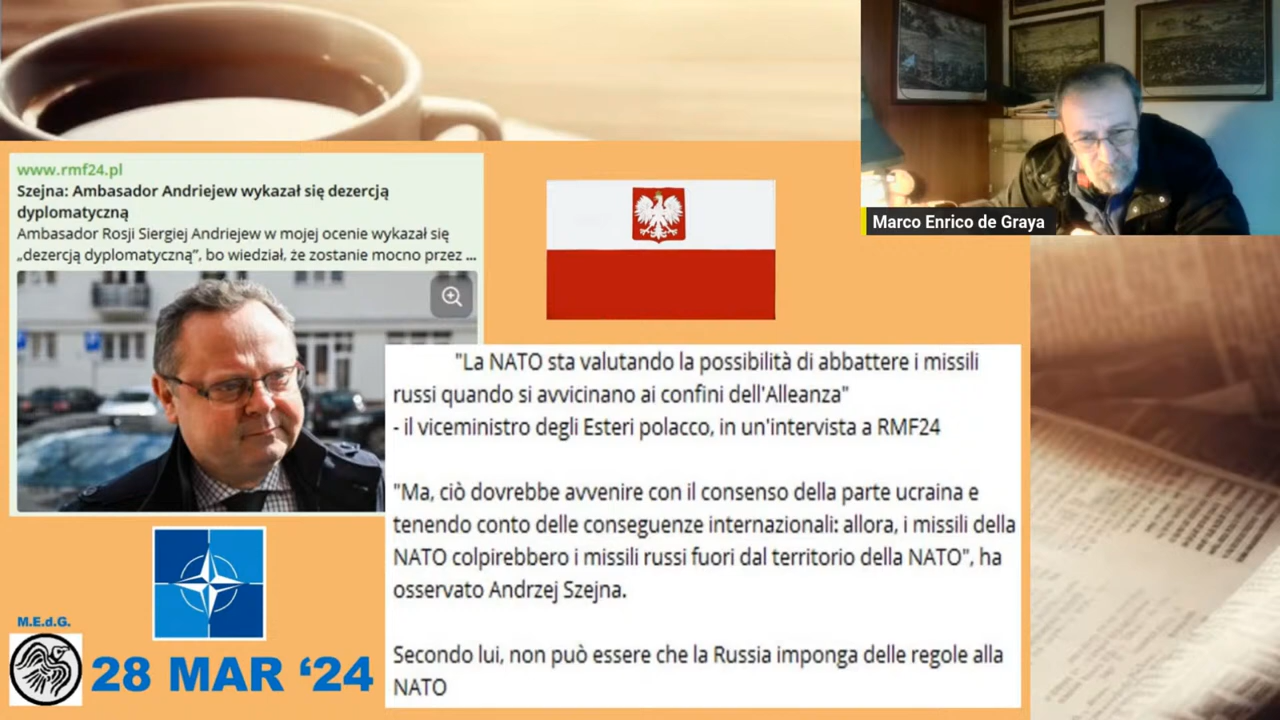 www.rmf24.pl
Szejna: Ambasador Andriejew wykazał się dezercją
dyplomatyczną
Ambasador Rosji Siergiej Andriejew w mojej ocenie wykazał się
„dezercją dyplomatyczną”, bo wiedział, że zostanie mocno przez ...
Marco Enrico de Graya
"La NATO sta valutando la possibilità di abbattere i missili
russi quando si avvicinano ai confini dell'Alleanza"
- il viceministro degli Esteri polacco, in un'intervista a RMF24
"Ma, ciò dovrebbe avvenire con il consenso della parte ucraina e
tenendo conto delle conseguenze internazionali: allora, i missili della
NATO colpirebbero i missili russi fuori dal territorio della NATO", ha
osservato Andrzej Szejna.
Secondo lui, non può essere che la Russia imponga delle regole alla
NATO
M.E.d.G.
28 MAR ‘24